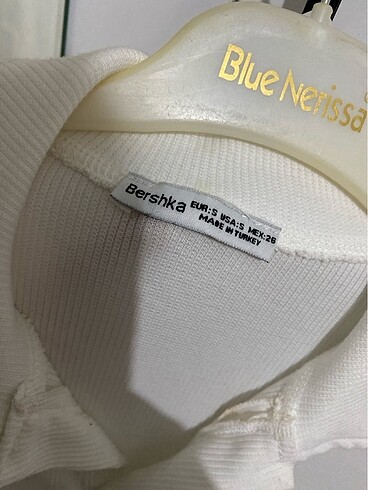 Blue Nerissa
Bershka
EUR:S USA:S MEX:26
MADE IN TURKEY